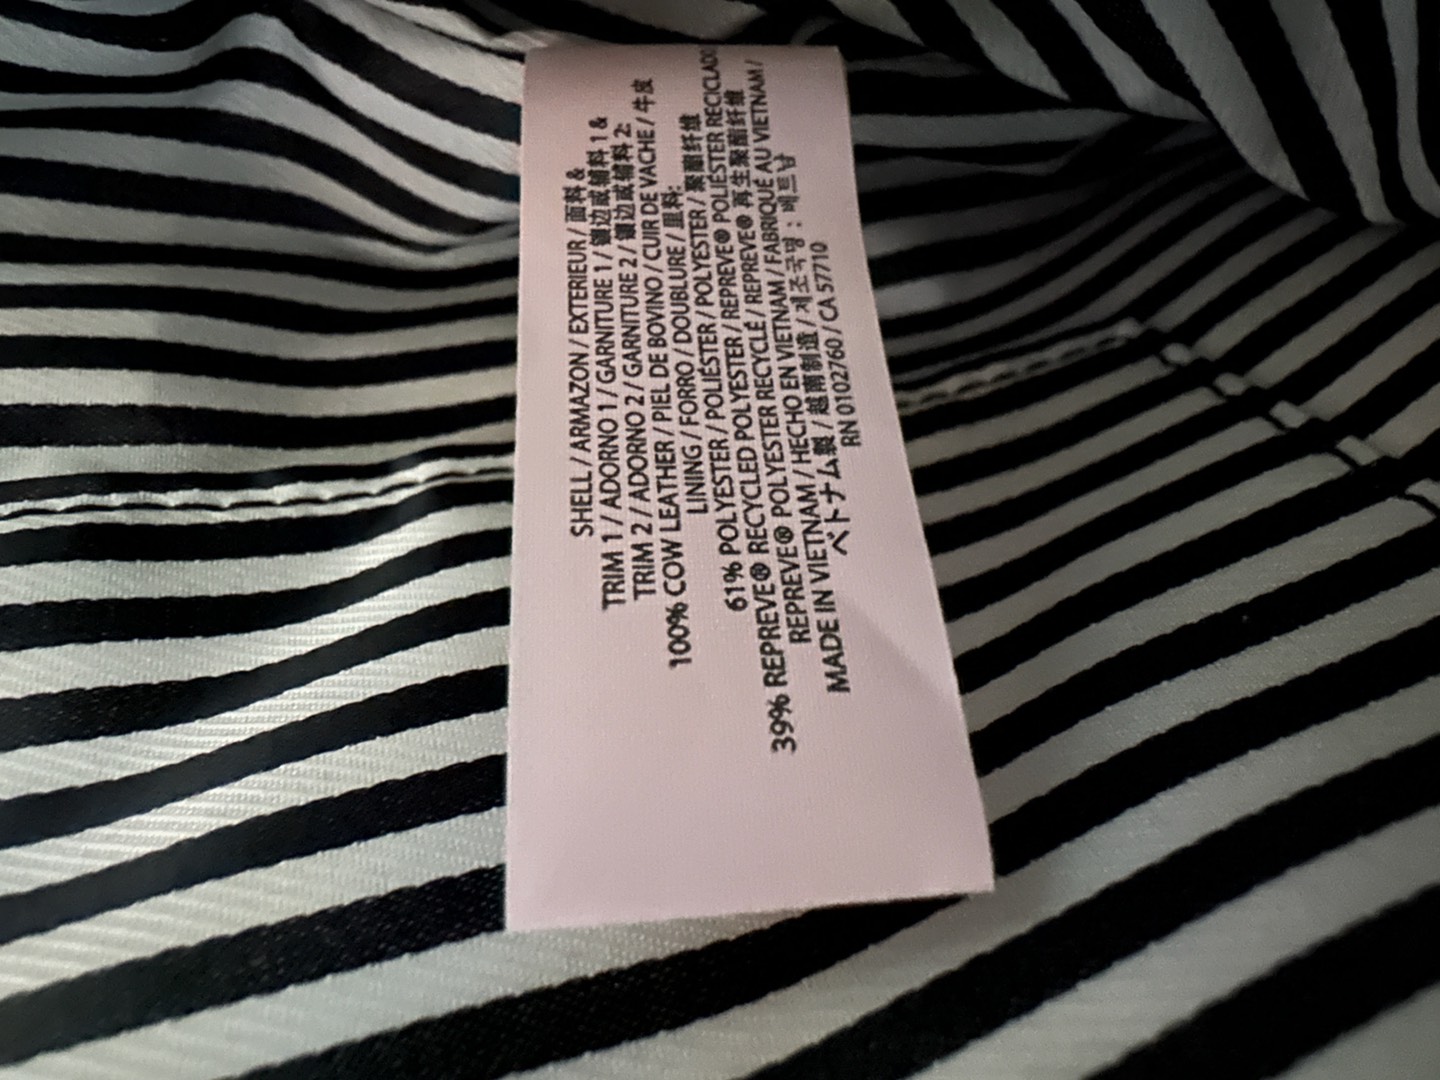 SHELL / ARMAZON / EXTERIEUR / 面料 &
TRIM 1 / ADORNO 1 / GARNITURE 1 / 镶边或辅料 1 &
TRIM 2 / ADORNO 2 / GARNITURE 2 / 镶边或辅料 2:
100% COW LEATHER / PIEL DE BOVINO / CUIR DE VACHE / 牛皮
LINING / FORRO / DOUBLURE / 里料:
61% POLYESTER / POLIÉSTER / POLYESTER / 聚酯纤维
39% REPREVE® RECYCLED POLYESTER / REPREVE® POLIÉSTER RECICLADO
REPREVE® POLYESTER RECYCLÉ / REPREVE® 再生聚酯纤维
MADE IN VIETNAM / HECHO EN VIETNAM / FABRIQUÉ AU VIETNAM /
ベトナム製 / 越南制造 / 제조국명 : 베트남
RN 0102760 / CA 57710